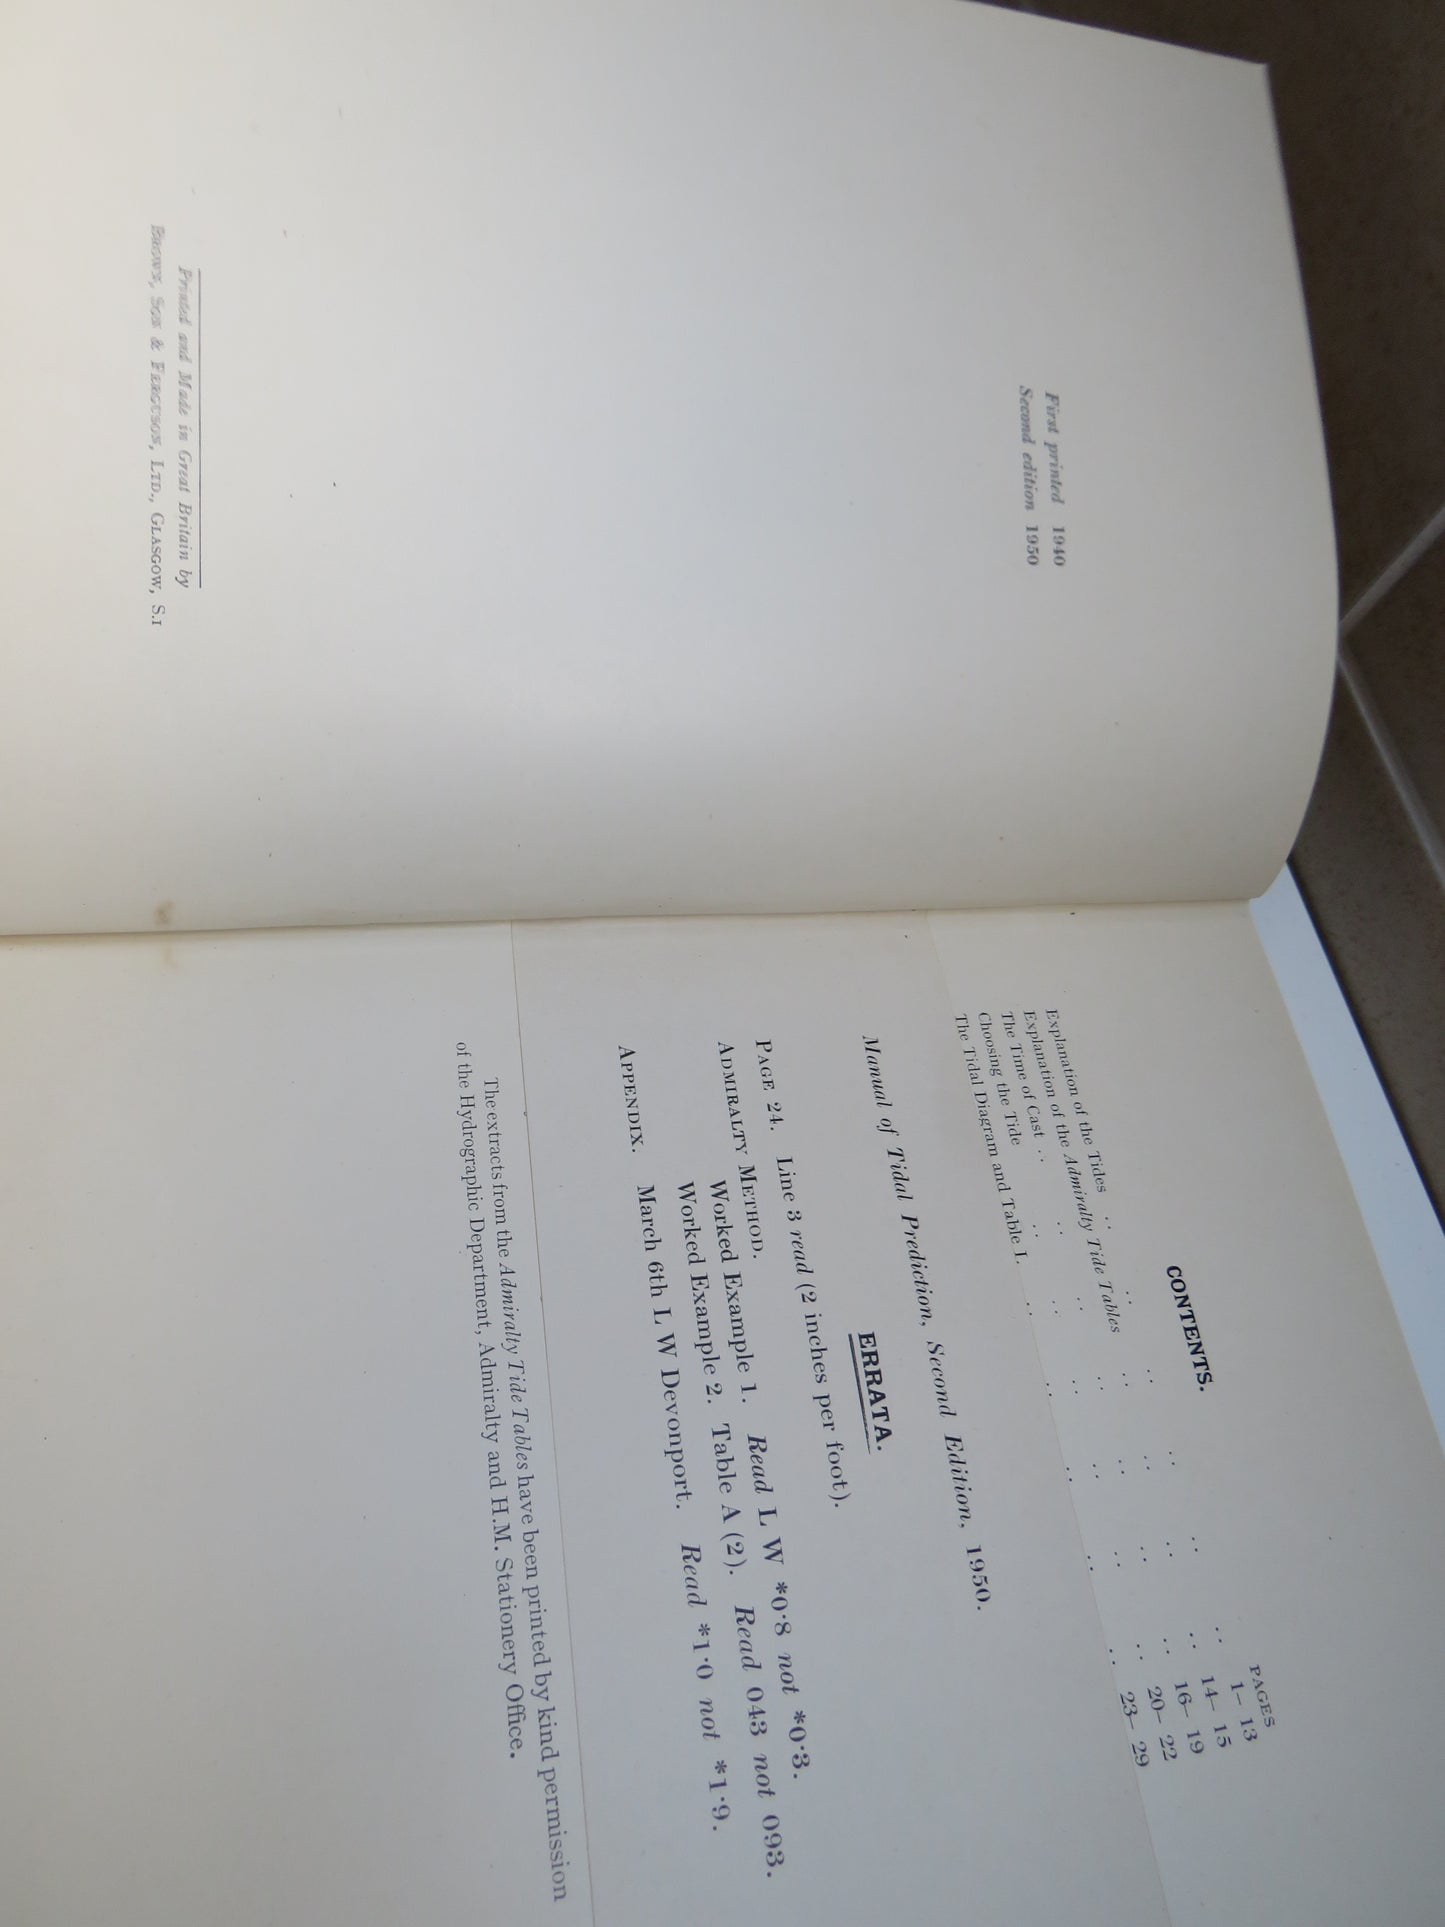 First printed 1940
Second edition 1950
Printed and Made in Great Britain by
BROWN, SON & FERGUSON, LTD., GLASGOW, S.1
CONTENTS.
PAGES
Explanation of the Tides .. .. .. .. .. .. 1– 13
Explanation of the Admiralty Tide Tables .. .. .. .. 14– 15
The Time of Cast .. .. .. .. .. .. .. 16– 19
Choosing the Tide .. .. .. .. .. .. 20– 22
The Tidal Diagram and Table I. .. .. .. .. .. 23– 29
Manual of Tidal Prediction, Second Edition, 1950.
ERRATA.
PAGE 24. Line 3 read (2 inches per foot).
ADMIRALTY METHOD.
Worked Example 1. Read L W *0·8 not *0·3.
Worked Example 2. Table A (2). Read 043 not 093.
APPENDIX. March 6th L W Devonport. Read *1·0 not *1·9.
The extracts from the Admiralty Tide Tables have been printed by kind permission
of the Hydrographic Department, Admiralty and H.M. Stationery Office.